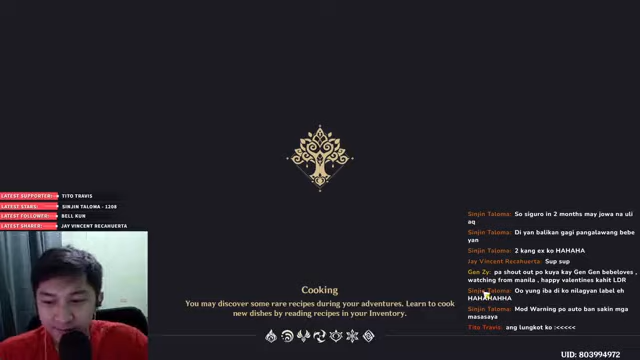 LATEST SUPPORTER: TITO TRAVIS
LATEST STARS: SINJIN TALOMA - 1208
LATEST FOLLOWER: BELL KUN
LATEST SHARER: JAY VINCENT RECAHUERTA
Sinjin Taloma: So siguro in 2 months may jowa na uli
aq
Sinjin Taloma: Di yan balikan gagi pangalawang bebe
yan
Sinjin Taloma: 2 kang ex ko HAHAHA
Jay Vincent Recahuerta: Sup sup
Gen Zy: pa shout out po kuya kay Gen Gen bebeloves ,
watching from manila , happy valentines kahit LDR
Sinjin Taloma: Oo yung iba di ko nilagyan label eh
HAHAHAHHA
Sinjin Taloma: Mod Warning po auto ban sakin mga
masasaya
Tito Travis: ang lungkot ko :<<<<<
Cooking
You may discover some rare recipes during your adventures. Learn to cook
new dishes by reading recipes in your Inventory.
UID: 803994972